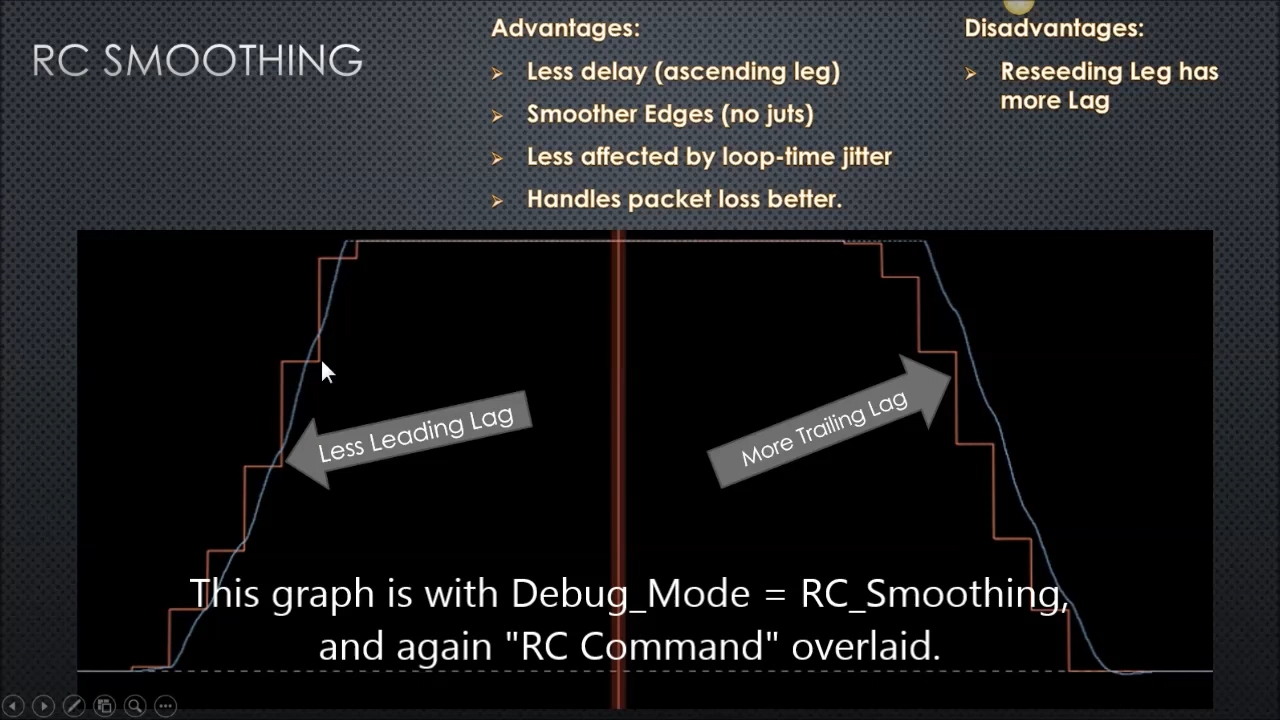 RC SMOOTHING
Advantages:
Less delay (ascending leg)
Smoother Edges (no juts)
Less affected by loop-time jitter
Handles packet loss better.
Disadvantages:
Reseeding Leg has
more Lag
Less Leading Lag
More Trailing Lag
This graph is with Debug_Mode = RC_Smoothing,
and again "RC Command" overlaid.